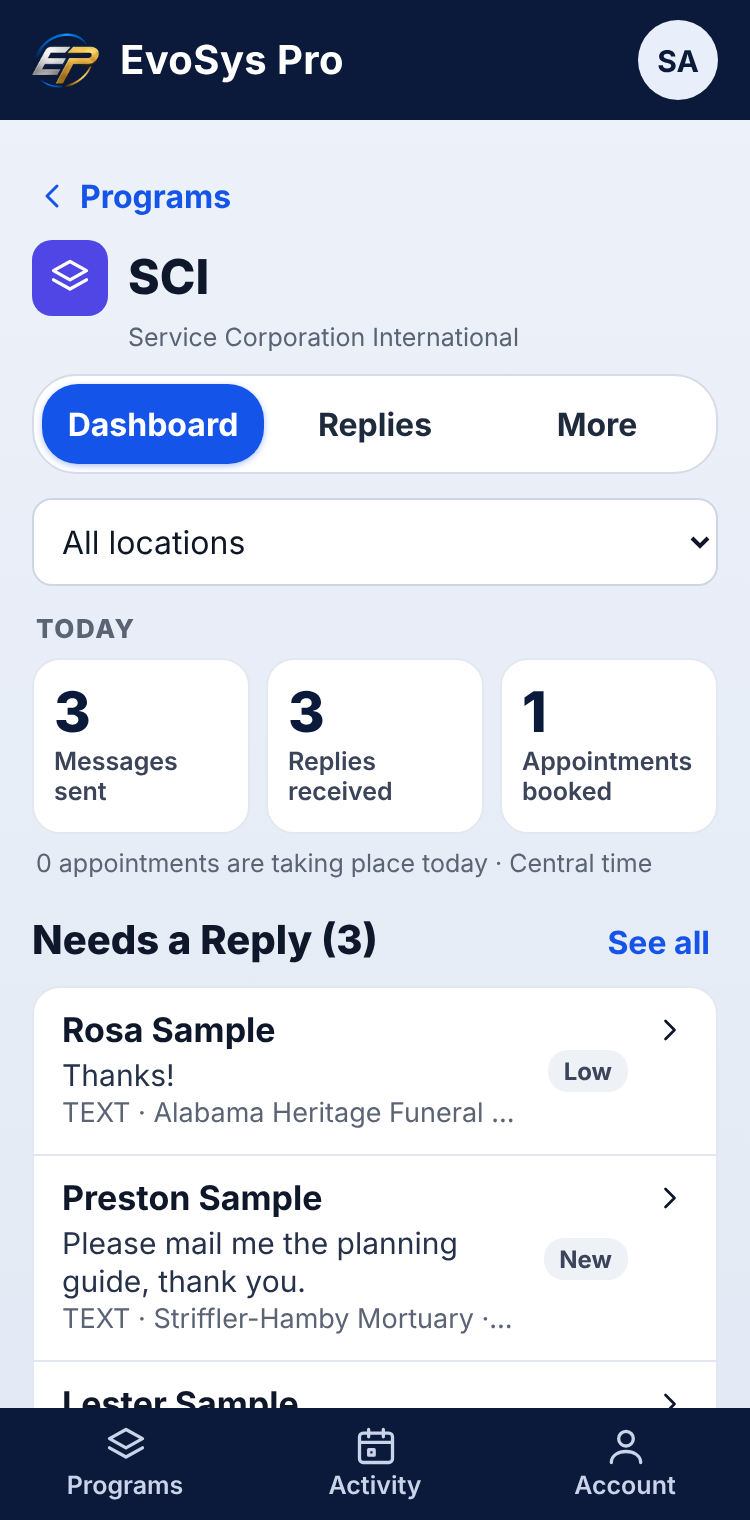 EP EvoSys Pro SA
Programs
SCI
Service Corporation International
Dashboard Replies More
All locations
TODAY
3 3 1
Messages Replies Appointments
sent received booked
0 appointments are taking place today · Central time
Needs a Reply (3) See all
Rosa Sample
Thanks!
Low
TEXT · Alabama Heritage Funeral ...
Preston Sample
Please mail me the planning
New
guide, thank you.
TEXT · Striffler-Hamby Mortuary ·...
Lester Sample
Programs Activity Account